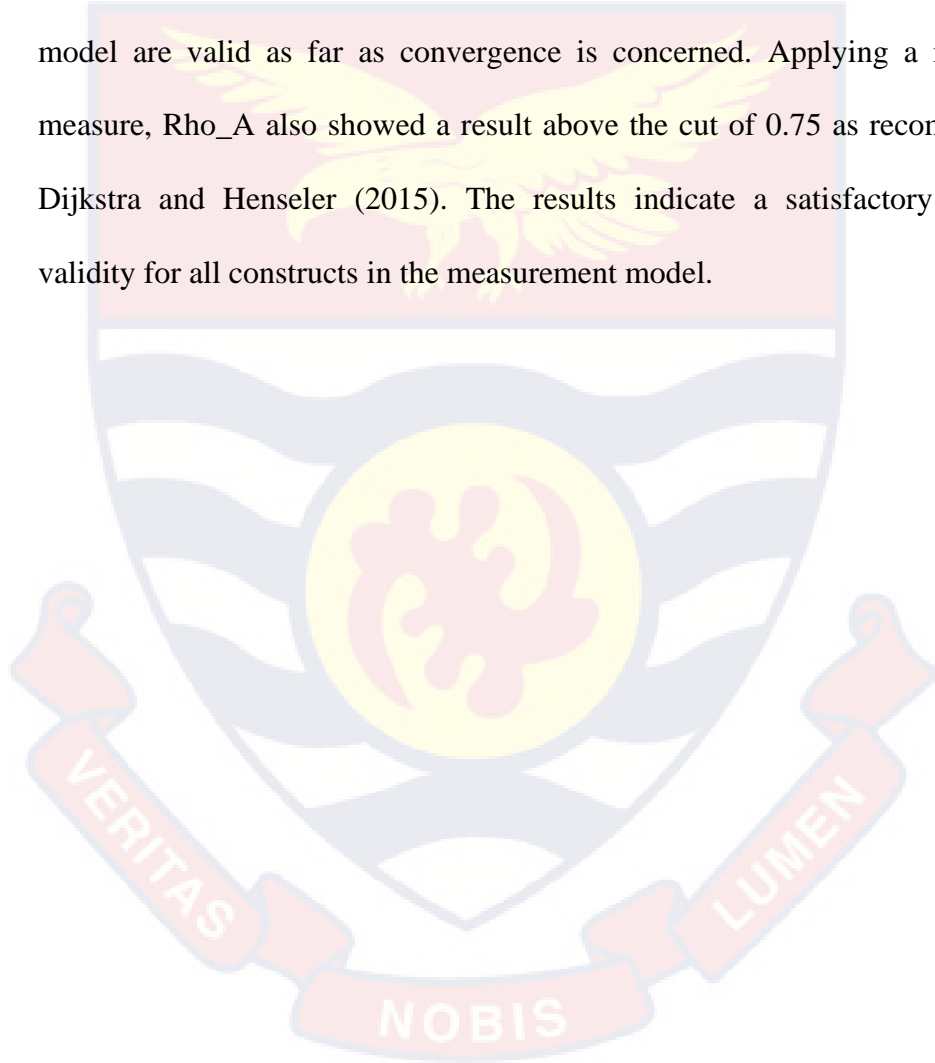 model are valid as far as convergence is concerned. Applying a
measure, Rho_A also showed a result above the cut of 0.75 as
Dijkstra and Henseler (2015). The results indicate a satisfactory
validity for all constructs in the measurement model.
VERITAS
NOBIS
LUMEN